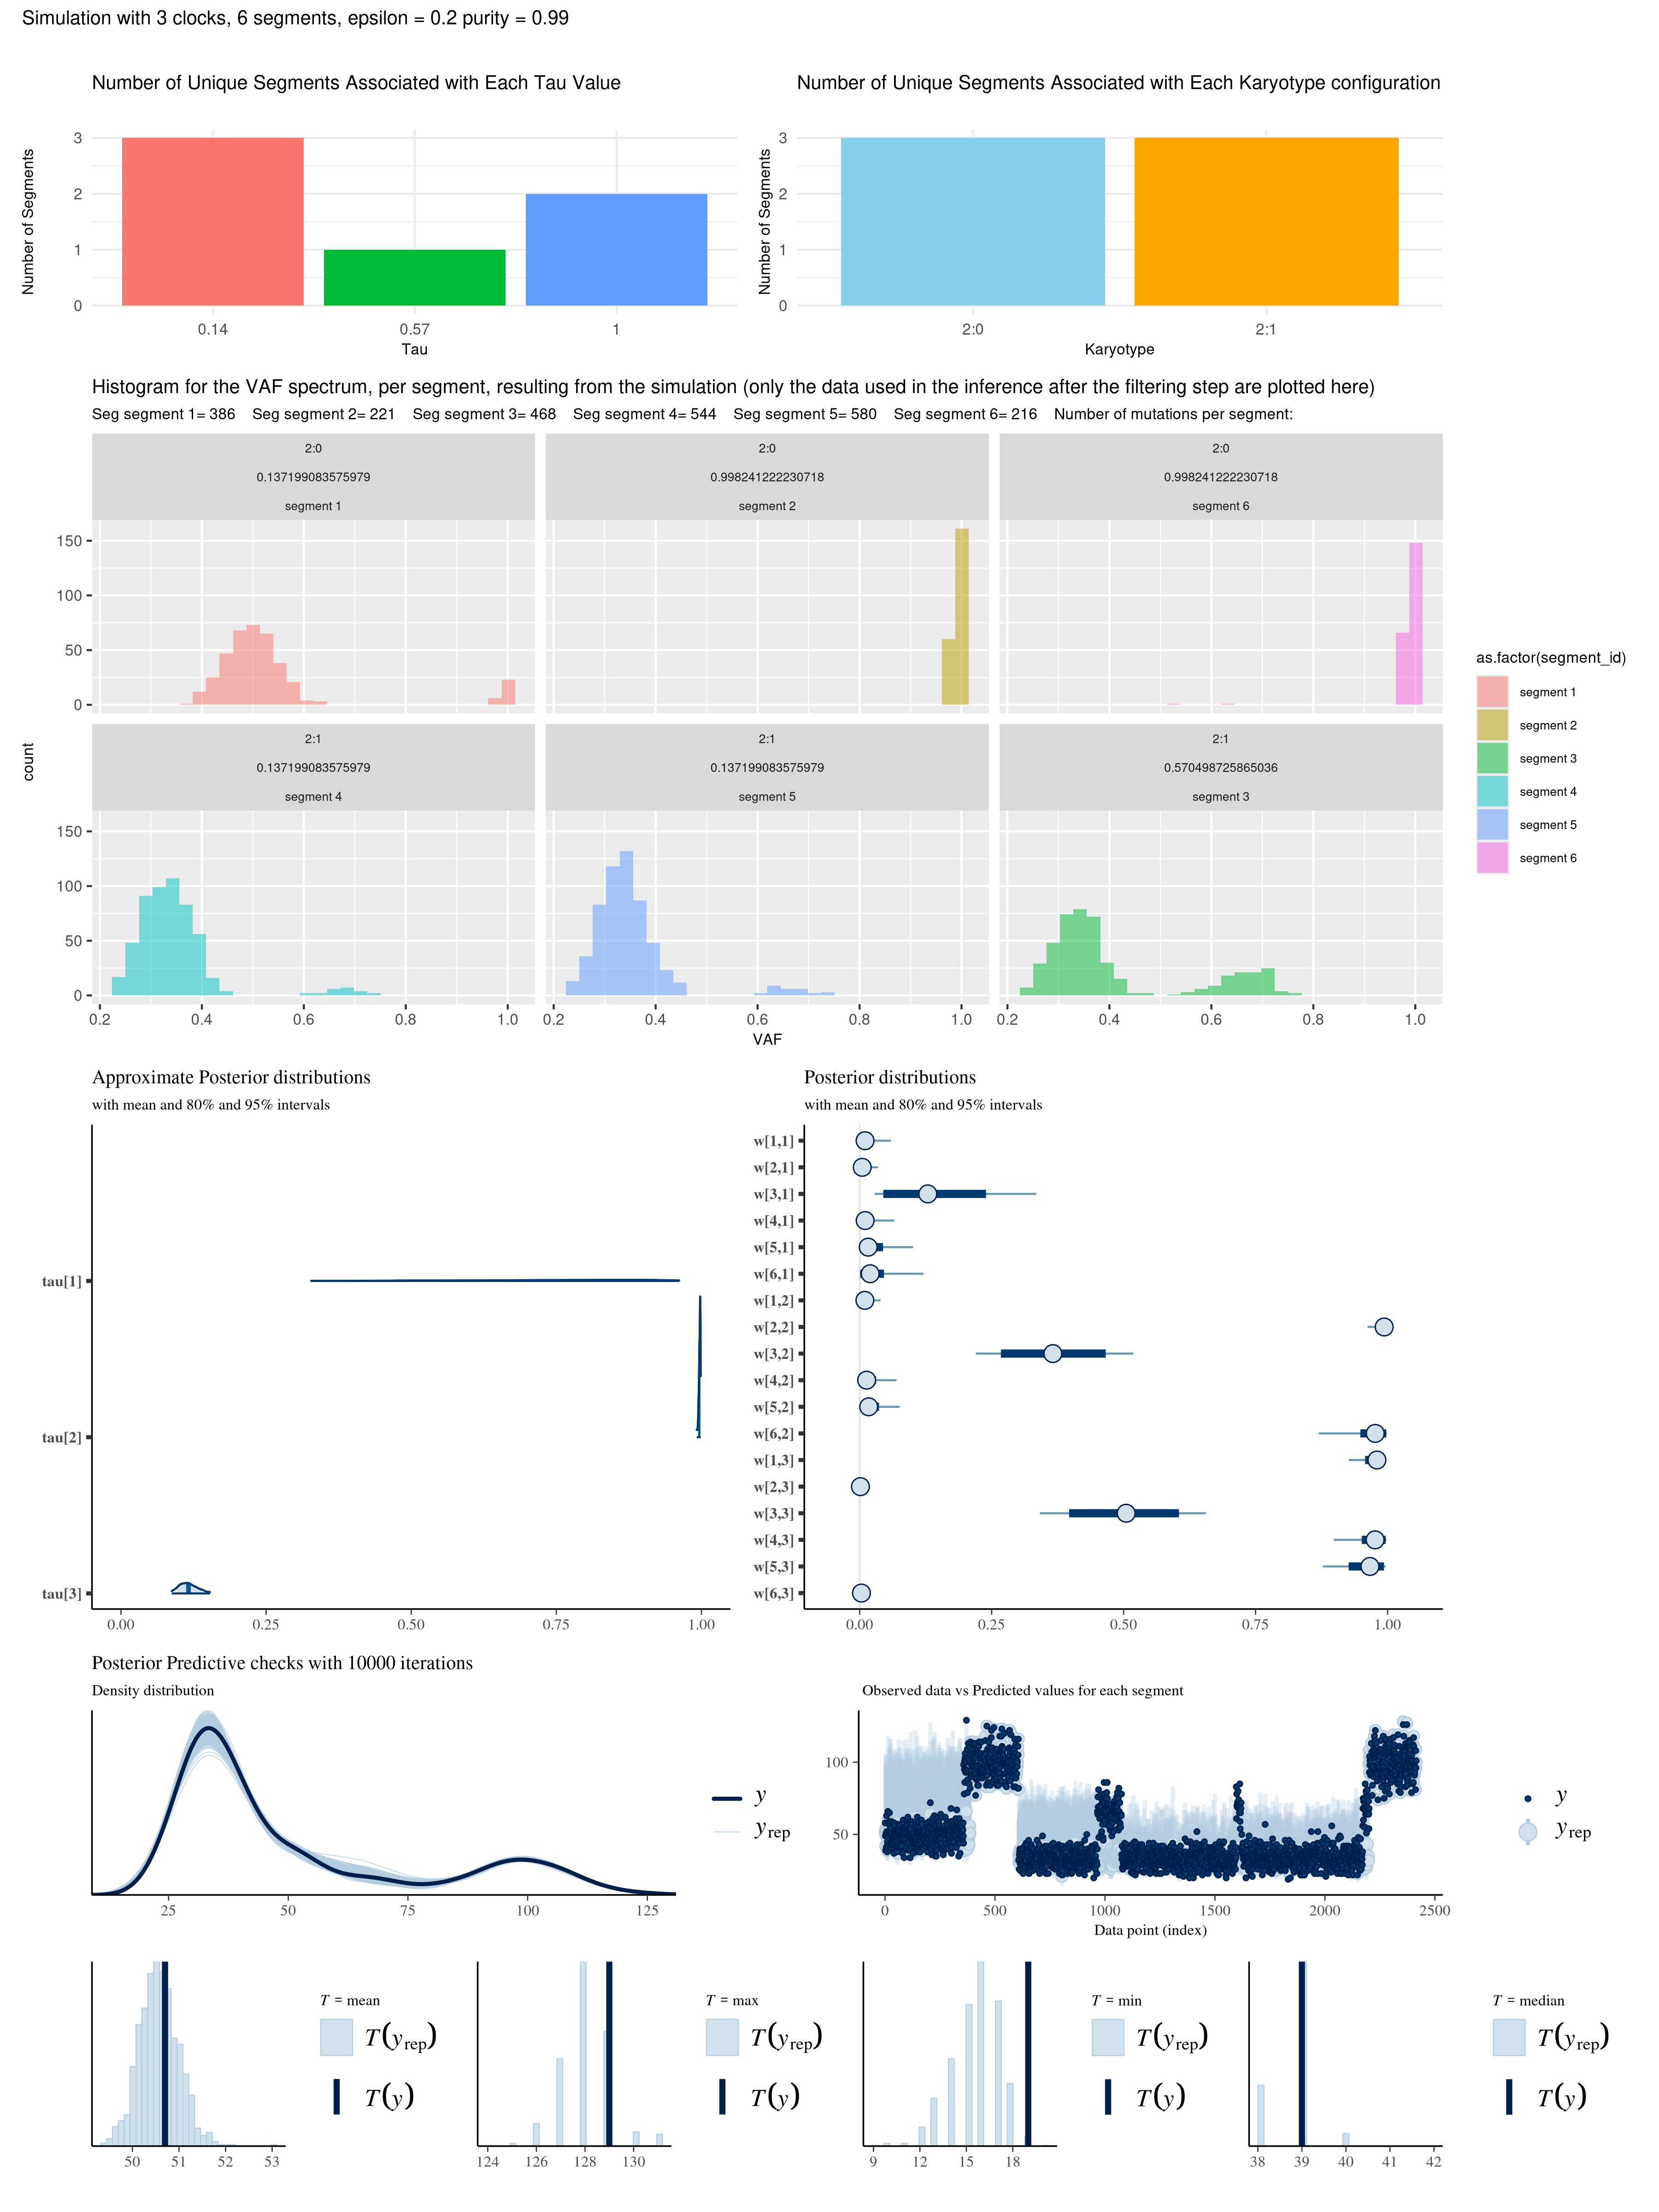 Simulation with 3 clocks, 6 segments, epsilon = 0.2 purity = 0.99
Number of Unique Segments Associated with Each Tau Value
Number of Segments
3
2
1
0
0.14 0.57 1
Tau
Number of Unique Segments Associated with Each Karyotype configuration
Number of Segments
3
2
1
0
2:0 2:1
Karyotype
Histogram for the VAF spectrum, per segment, resulting from the simulation (only the data used in the inference after the filtering step are plotted here)
Seg segment 1= 386 Seg segment 2= 221 Seg segment 3= 468 Seg segment 4= 544 Seg segment 5= 580 Seg segment 6= 216 Number of mutations per segment:
2:0
0.137199083575979
segment 1
2:0
0.998241222230718
segment 2
2:0
0.998241222230718
segment 6
150
100
50
0
2:1
0.137199083575979
segment 4
2:1
0.137199083575979
segment 5
2:1
0.570498725865036
segment 3
150
100
50
0
count
0.2 0.4 0.6 0.8 1.0
0.2 0.4 0.6 0.8 1.0
0.2 0.4 0.6 0.8 1.0
VAF
as.factor(segment_id)
segment 1
segment 2
segment 3
segment 4
segment 5
segment 6
Approximate Posterior distributions
with mean and 80% and 95% intervals
tau[1]
tau[2]
tau[3]
0.00 0.25 0.50 0.75 1.00
Posterior distributions
with mean and 80% and 95% intervals
w[1,1]
w[2,1]
w[3,1]
w[4,1]
w[5,1]
w[6,1]
w[1,2]
w[2,2]
w[3,2]
w[4,2]
w[5,2]
w[6,2]
w[1,3]
w[2,3]
w[3,3]
w[4,3]
w[5,3]
w[6,3]
0.00 0.25 0.50 0.75 1.00
Posterior Predictive checks with 10000 iterations
Density distribution
25 50 75 100 125
y
yrep
Observed data vs Predicted values for each segment
100
50
0 500 1000 1500 2000 2500
Data point (index)
y
yrep
50 51 52 53
T = mean
T(yrep)
T(y)
124 126 128 130
T = max
T(yrep)
T(y)
9 12 15 18
T = min
T(yrep)
T(y)
38 39 40 41 42
T = median
T(yrep)
T(y)